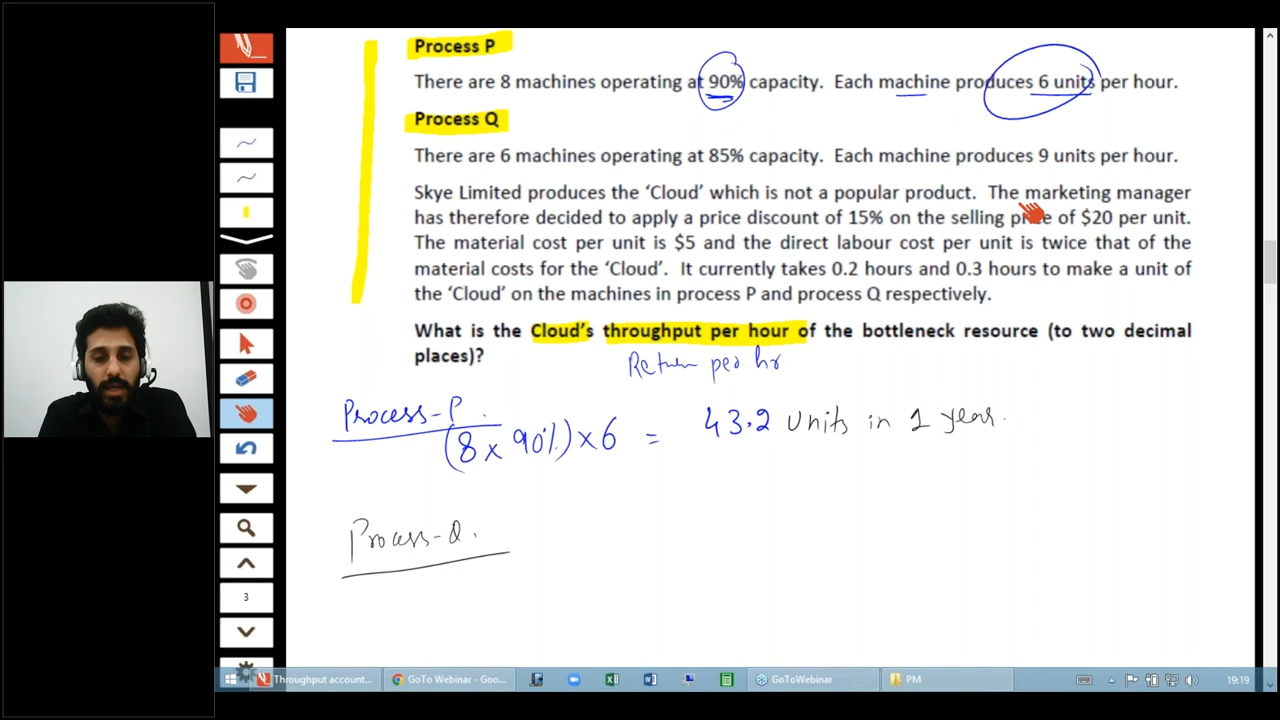 Process P
There are 8 machines operating at 90% capacity. Each machine produces 6 units per hour.
Process Q
There are 6 machines operating at 85% capacity. Each machine produces 9 units per hour.
Skye Limited produces the ‘Cloud’ which is not a popular product. The marketing manager
has therefore decided to apply a price discount of 15% on the selling price of $20 per unit.
The material cost per unit is $5 and the direct labour cost per unit is twice that of the
material costs for the ‘Cloud’. It currently takes 0.2 hours and 0.3 hours to make a unit of
the ‘Cloud’ on the machines in process P and process Q respectively.
What is the Cloud’s throughput per hour of the bottleneck resource (to two decimal
places)?
Return per hr
Process-P.
(8 x 90%) x 6 = 43.2 Units in 1 year.
Process-Q.
3
Throughput account...
GoTo Webinar - Goo...
GoToWebinar
PM
19:19